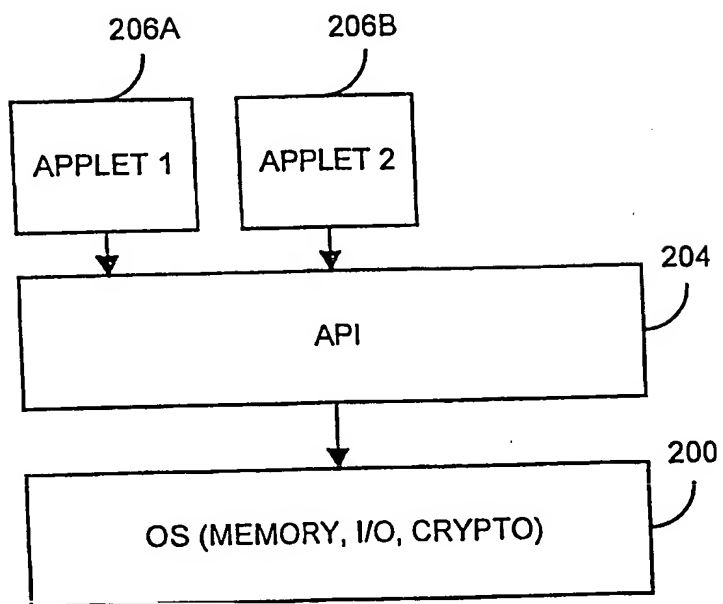 206A
206B
APPLET 1
APPLET 2
204
API
200
OS (MEMORY, I/O, CRYPTO)